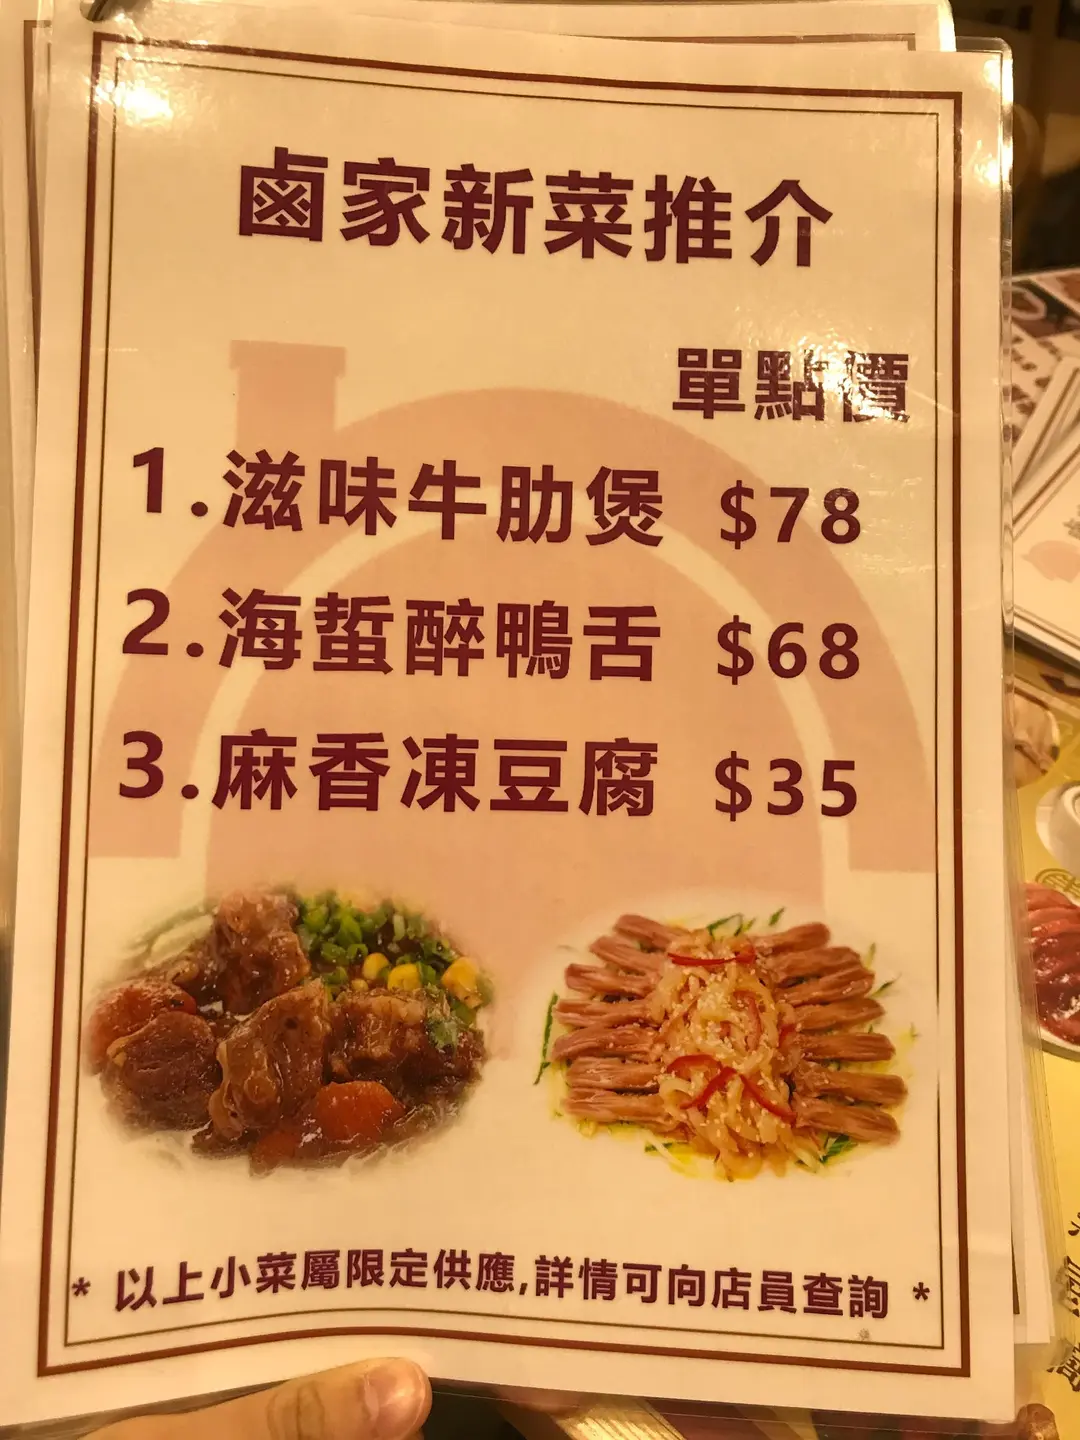 鹵家新菜推介
單點價
1.滋味牛肋煲 $78
2.海蜇醉鴨舌 $68
3.麻香凍豆腐 $35
* 以上小菜屬限定供應,詳情可向店員查詢 *